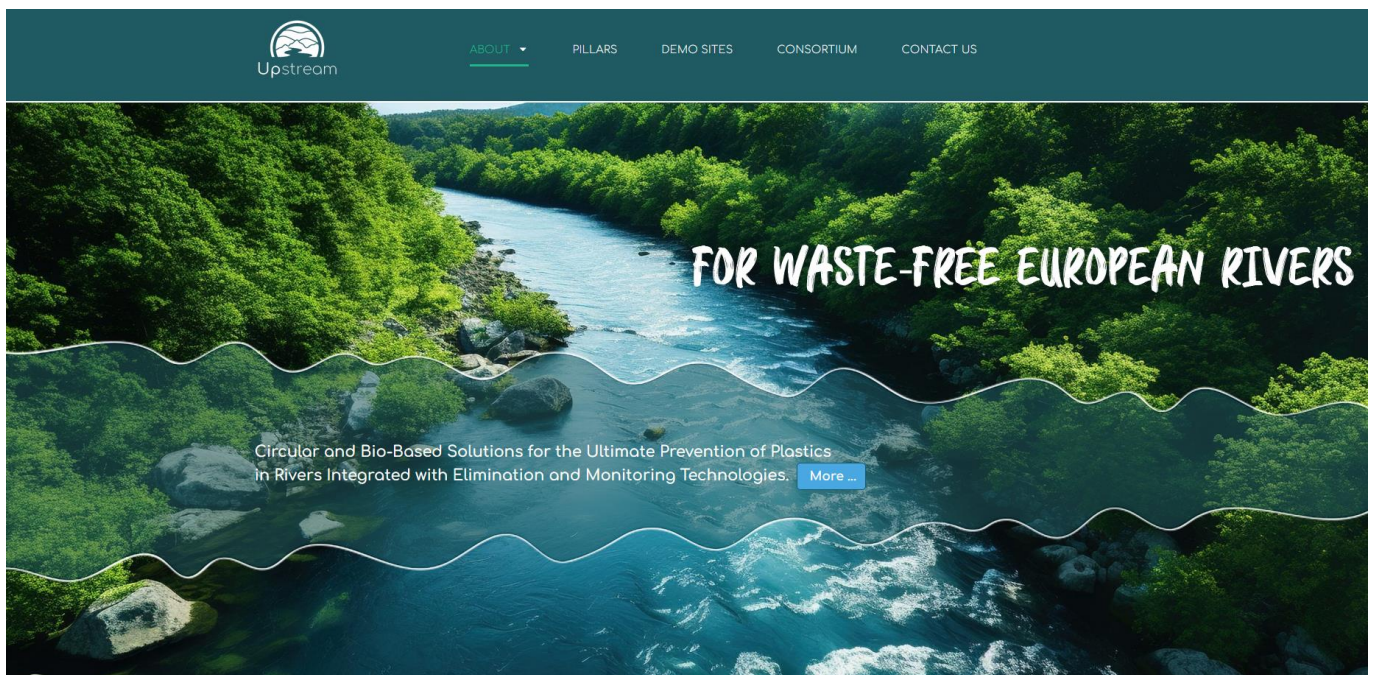 Upstream
ABOUT
PILLARS
DEMO SITES
CONSORTIUM
CONTACT US
FOR WASTE-FREE EUROPEAN RIVERS
Circular and Bio-Based Solutions for the Ultimate Prevention of Plastics
in Rivers Integrated with Elimination and Monitoring Technologies.
More ...